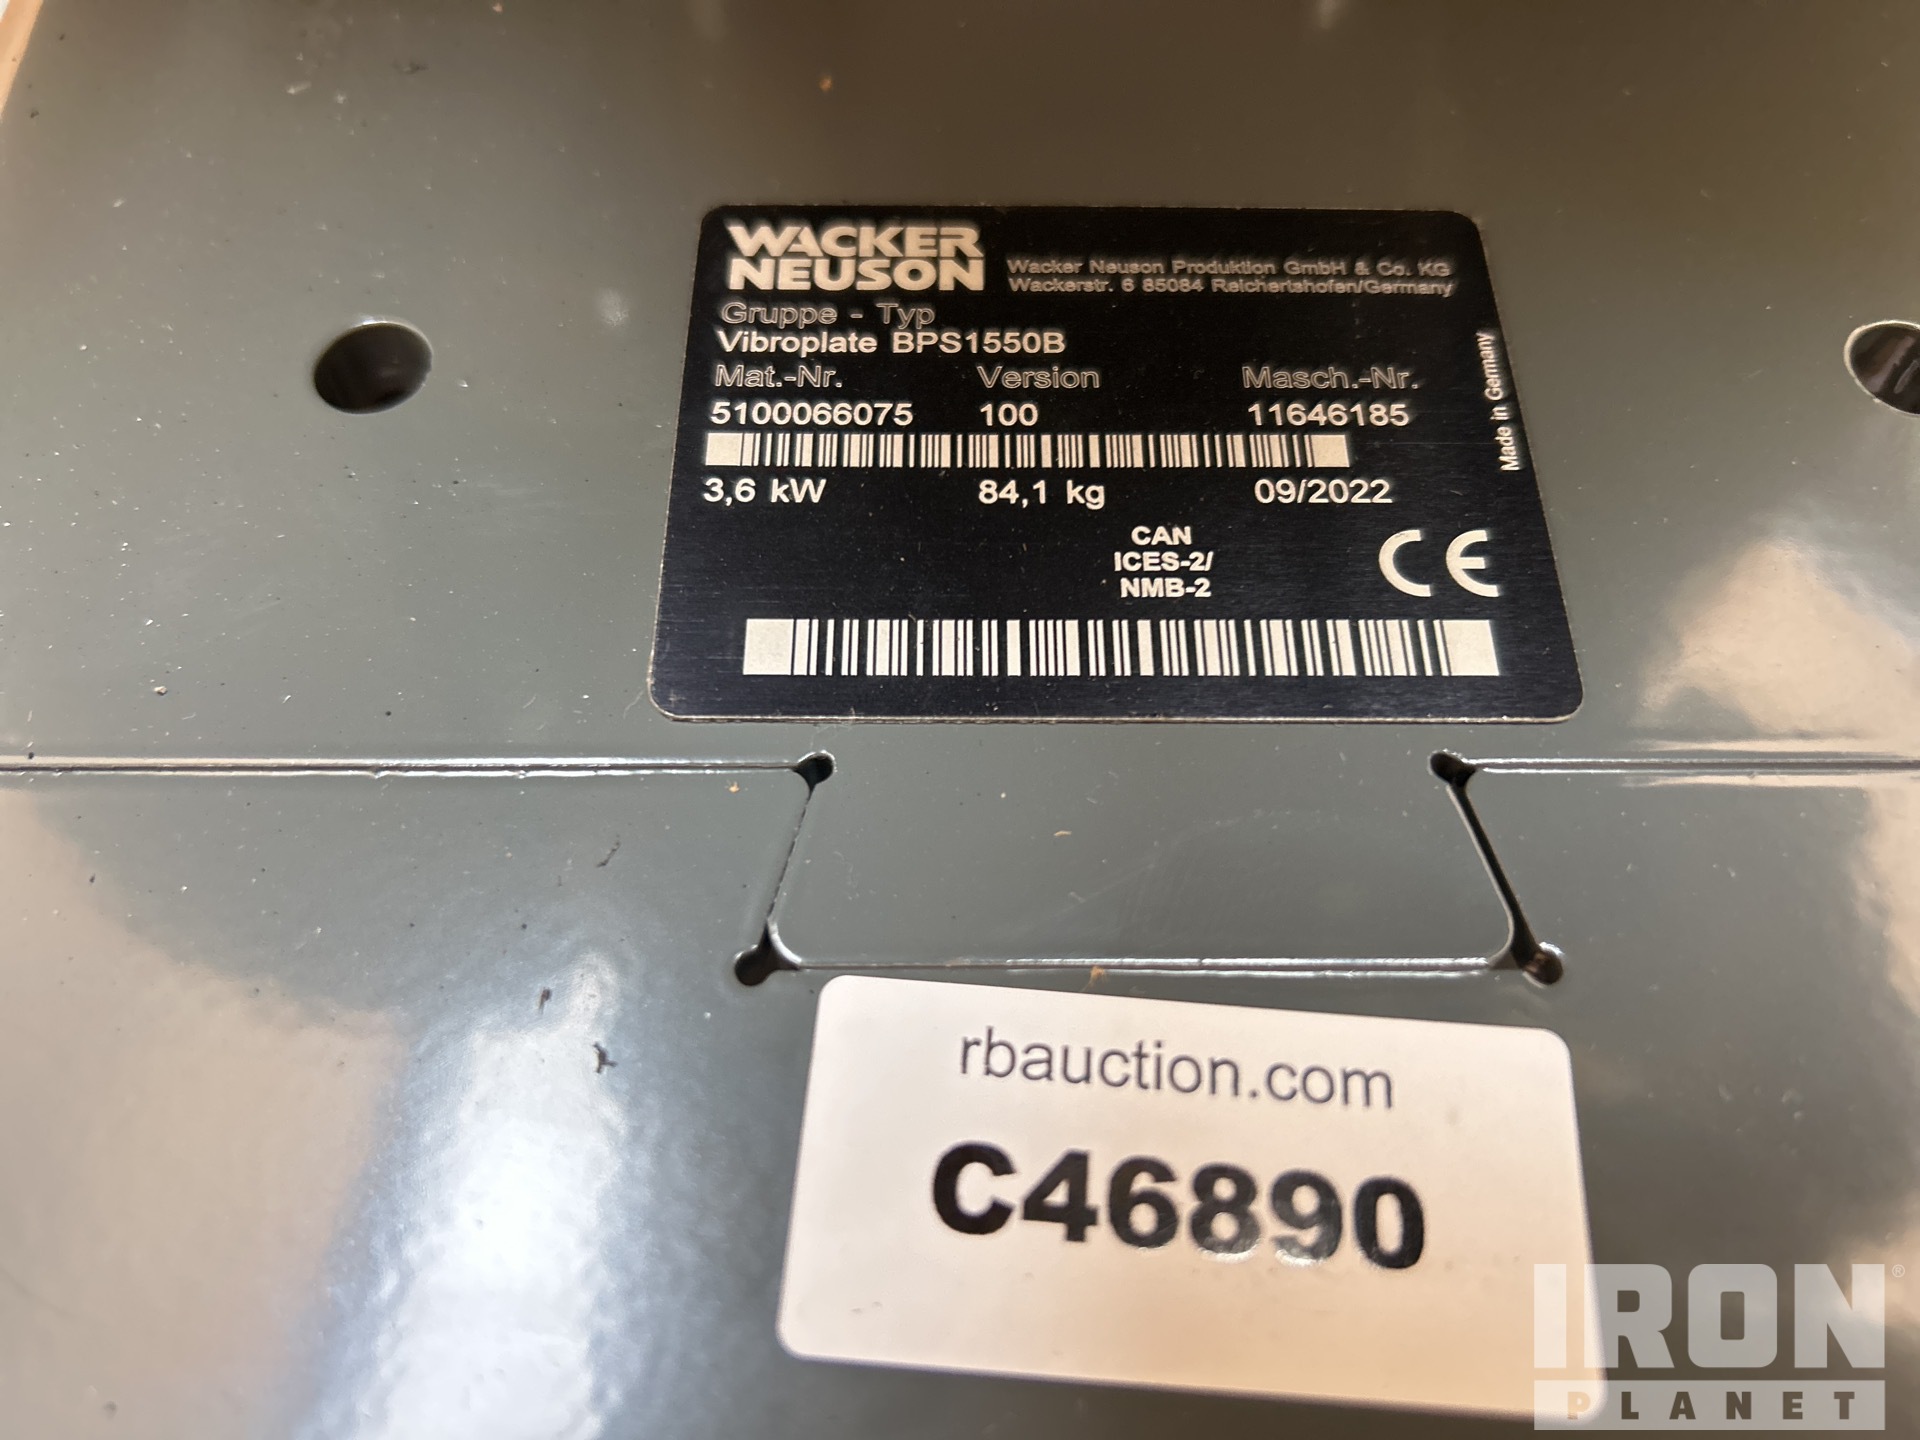 WACKER
NEUSON
Wacker Neuson Produktion GmbH & Co. KG
Wackerstr. 6 85084 Reichertshofen/Germany
Gruppe - Typ
Vibroplate BPS1550B
Mat.-Nr. Version Masch.-Nr.
5100066075 100 11646185
3,6 kW 84,1 kg 09/2022
Made in Germany
CAN
ICES-2/
NMB-2
CE
rbauction.com
C46890
IRON®
PLANET